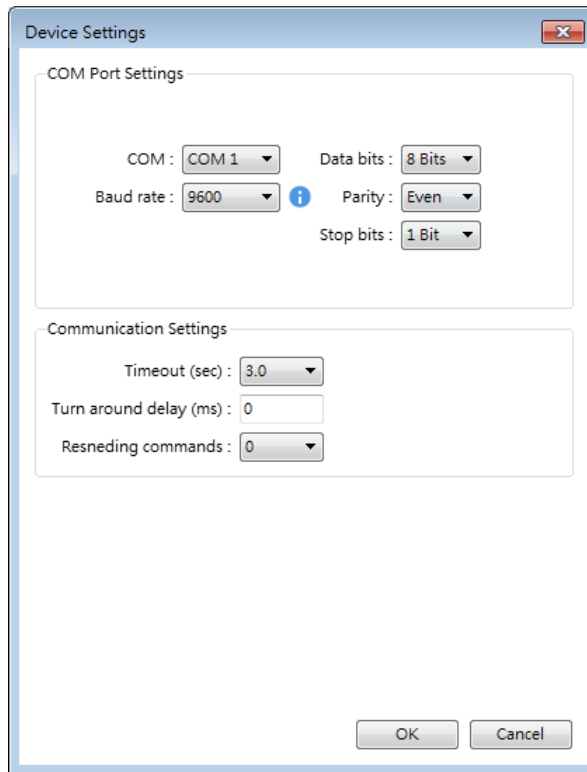 Device Settings
COM Port Settings
COM : COM 1 Data bits : 8 Bits
Baud rate : 9600 i Parity : Even
Stop bits : 1 Bit
Communication Settings
Timeout (sec) : 3.0
Turn around delay (ms) : 0
Resneding commands : 0
OK Cancel